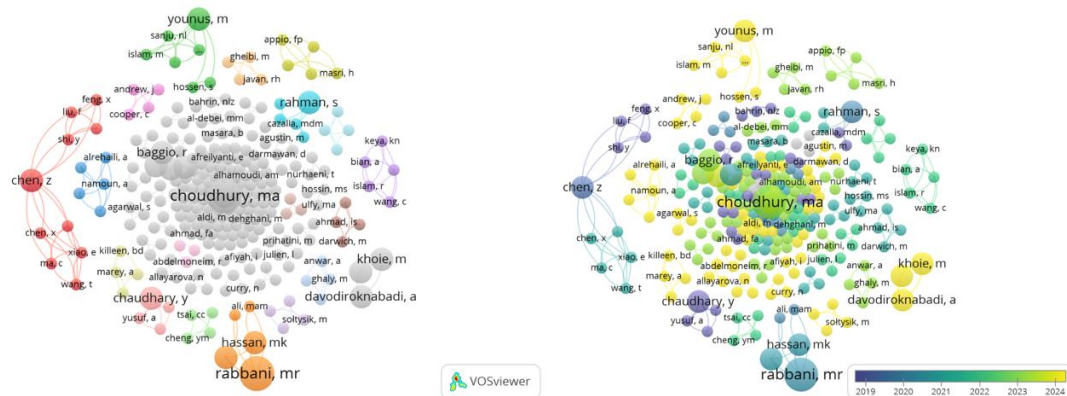 younus, m
sanju, nl
islam, m
...
hossen, s
appio, fp
gheibi, m
masri, h
javan, rh
andrew, j
cooper, c
bahrin, nlz
rahman, s
feng, x
liu, f
shi, y
al-debei, mm
masara, b
cazalla, mdm
agustin, m
keya, kn
bian, a
islam, r
wang, c
alrehaili, a
baggio, r
afreilyanti, e
darmawan, d
chen, z
namoun, a
alhamoudi, am
nurhaeni, t
agarwal, s
choudhury, ma
hossin, ms
ulfy, ma
aldi, m
dehghani, m
ahmad, is
ahmad, fa
darwich, m
chen, x
xiao, e
killeen, bd
prihatini, m
ma, c
wang, t
marey, a
abdelmoneim, r
afiyah, i
julien, l
anwar, a
khoie, m
allayarova, n
ghaly, m
chaudhary, y
curry, n
davodiroknabadi, a
yusuf, a
tsai, cc
ali, mam
sołtysik, m
cheng, ym
hassan, mk
rabbani, mr
VOSviewer
younus, m
sanju, nl
islam, m
...
hossen, s
appio, fp
gheibi, m
masri, h
javan, rh
andrew, j
cooper, c
bahrin, nlz
rahman, s
feng, x
liu, f
shi, y
al-debei, mm
masara, b
cazalla, mdm
agustin, m
keya, kn
bian, a
islam, r
wang, c
alrehaili, a
baggio, r
afreilyanti, e
darmawan, d
chen, z
namoun, a
alhamoudi, am
nurhaeni, t
agarwal, s
choudhury, ma
hossin, ms
ulfy, ma
aldi, m
dehghani, m
ahmad, is
ahmad, fa
darwich, m
chen, x
xiao, e
killeen, bd
prihatini, m
ma, c
wang, t
marey, a
abdelmoneim, r
afiyah, i
julien, l
anwar, a
khoie, m
allayarova, n
ghaly, m
chaudhary, y
curry, n
davodiroknabadi, a
yusuf, a
tsai, cc
ali, mam
sołtysik, m
cheng, ym
hassan, mk
rabbani, mr
2019 2020 2021 2022 2023 2024